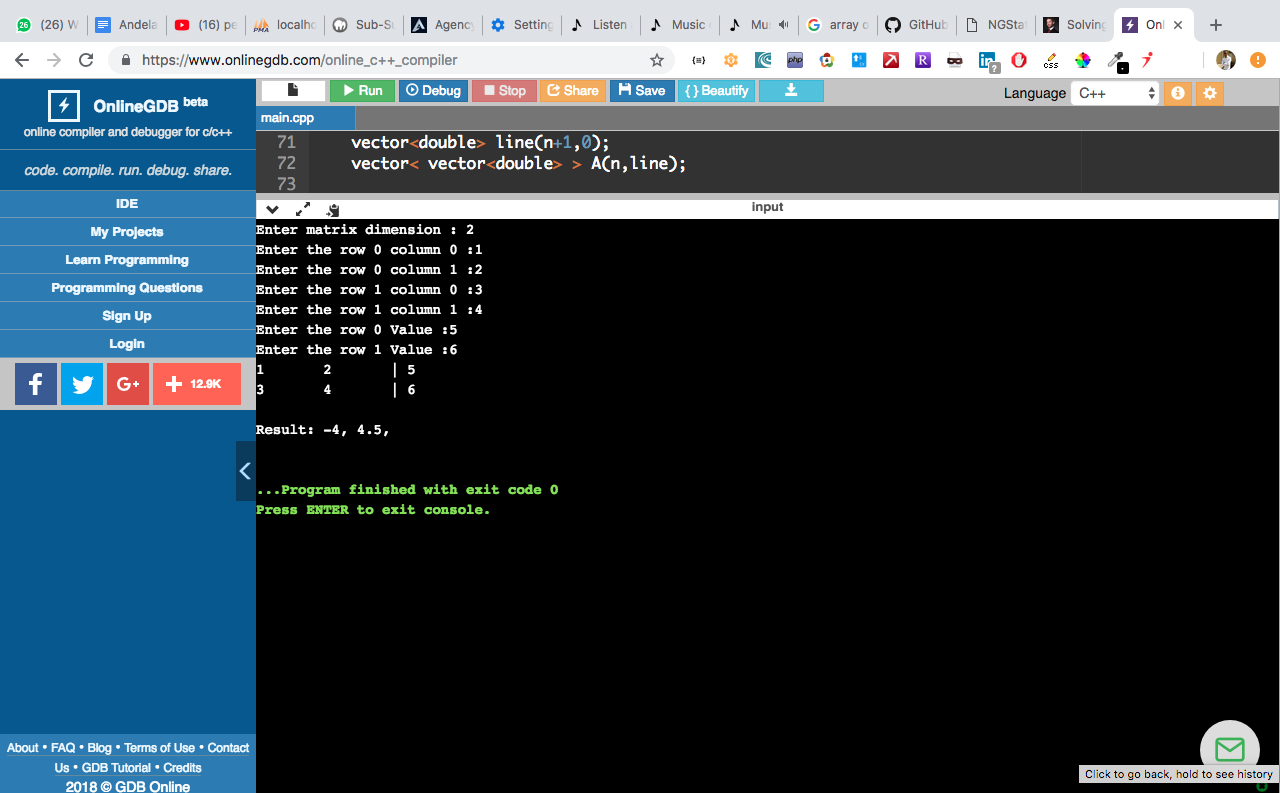 (26) W
Andela
(16) pe
localho
Sub-Su
Agency
Setting
Listen
Music
Mus
array o
GitHub
NGSta
Solving
Onl
https://www.onlinegdb.com/online_c++_compiler
OnlineGDB beta
online compiler and debugger for c/c++
code. compile. run. debug. share.
IDE
My Projects
Learn Programming
Programming Questions
Sign Up
Login
12.9K
About • FAQ • Blog • Terms of Use • Contact
Us • GDB Tutorial • Credits
2018 © GDB Online
Run
Debug
Stop
Share
Save
{ } Beautify
Language C++
main.cpp
71 vector<double> line(n+1,0);
72 vector< vector<double> > A(n,line);
73
input
Enter matrix dimension : 2
Enter the row 0 column 0 :1
Enter the row 0 column 1 :2
Enter the row 1 column 0 :3
Enter the row 1 column 1 :4
Enter the row 0 Value :5
Enter the row 1 Value :6
1 2 | 5
3 4 | 6
Result: -4, 4.5,
...Program finished with exit code 0
Press ENTER to exit console.
Click to go back, hold to see history